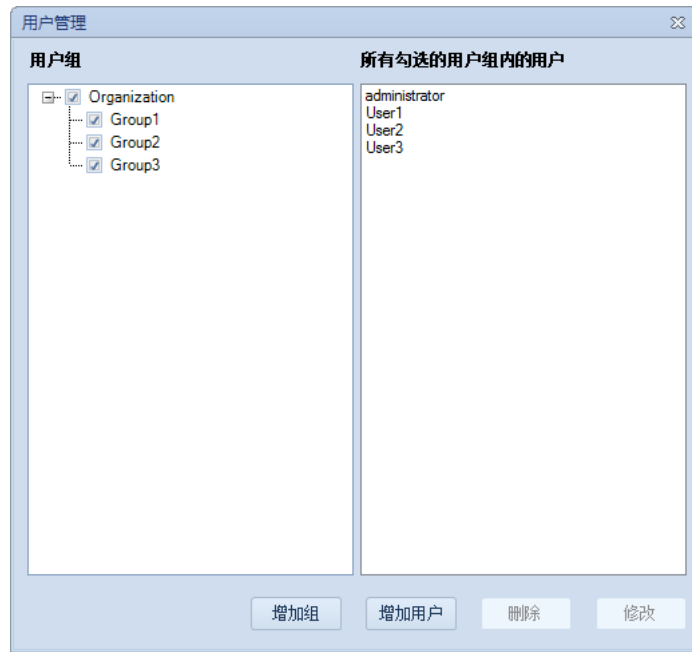 用户管理
用户组
所有勾选的用户组内的用户
Organization
Group1
Group2
Group3
administrator
User1
User2
User3
增加组
增加用户
删除
修改